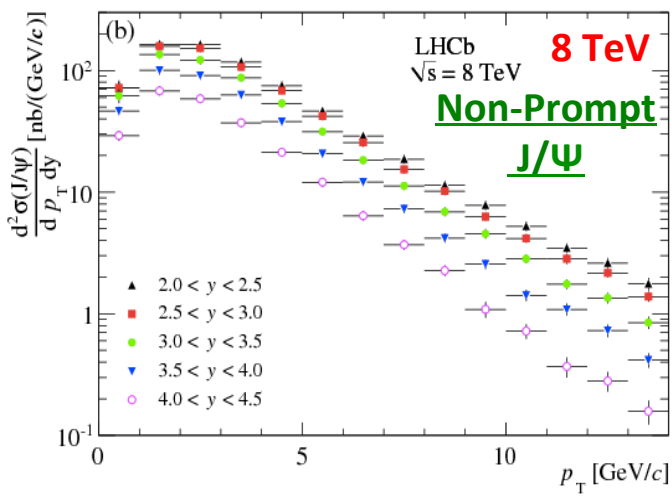 (b)
LHCb
√s = 8 TeV
8 TeV
Non-Prompt
J/Ψ
d²σ(J/ψ)
d p_T dy
[nb/(GeV/c)]
10²
10
1
10⁻¹
2.0 < y < 2.5
2.5 < y < 3.0
3.0 < y < 3.5
3.5 < y < 4.0
4.0 < y < 4.5
0
5
10
p_T [GeV/c]